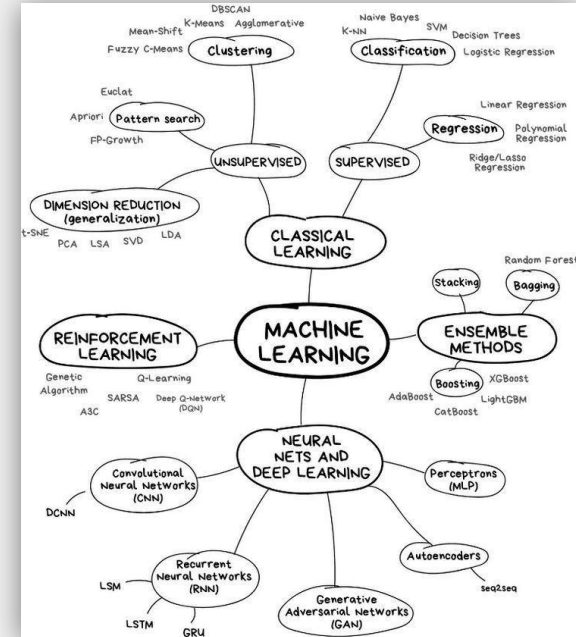 DBSCAN
K-Means Agglomerative
Mean-Shift
Fuzzy C-Means
Clustering
Naive Bayes
K-NN
SVM
Decision Trees
Logistic Regression
Classification
Euclat
Apriori
FP-Growth
Pattern search
Linear Regression
Polynomial
Regression
Ridge/Lasso
Regression
Regression
UNSUPERVISED
SUPERVISED
DIMENSION REDUCTION
(generalization)
t-SNE
PCA
LSA
SVD
LDA
CLASSICAL
LEARNING
Random Forest
Stacking
Bagging
MACHINE
LEARNING
REINFORCEMENT
LEARNING
ENSEMBLE
METHODS
Genetic
Algorithm
Q-Learning
SARSA
Deep Q-Network
(DQN)
A3C
Boosting
XGBoost
AdaBoost
LightGBM
CatBoost
NEURAL
NETS AND
DEEP LEARNING
Convolutional
Neural Networks
(CNN)
DCNN
Perceptrons
(MLP)
Autoencoders
seq2seq
Recurrent
Neural Networks
(RNN)
LSM
LSTM
GRU
Generative
Adversarial Networks
(GAN)